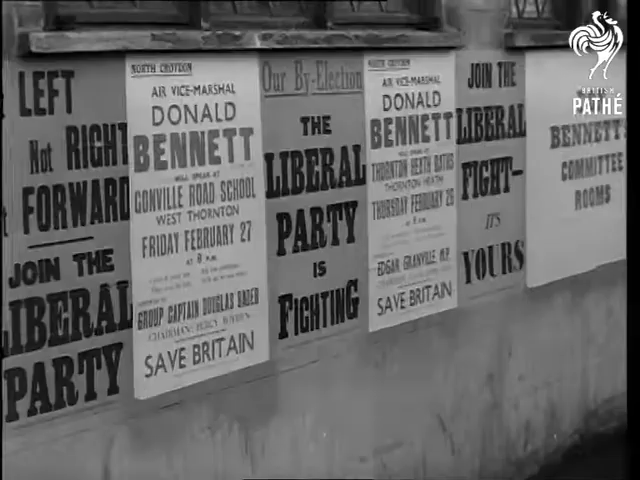 LEFT
Not RIGHT
FORWARD
JOIN THE
LIBERAL
PARTY
NORTH CROYDON
AIR VICE-MARSHAL
DONALD
BENNETT
WILL SPEAK AT
CONVILLE ROAD SCHOOL
WEST THORNTON
FRIDAY FEBRUARY 27
AT 8 P.M.
GROUP CAPTAIN DOUGLAS BADER
CHAIRMAN: PERCY
SAVE BRITAIN
Our By-Election
THE
LIBERAL
PARTY
IS
FIGHTING
NORTH CROYDON
AIR VICE-MARSHAL
DONALD
BENNETT
WILL SPEAK AT
THORNTON HEATH BATHS
THORNTON HEATH
THURSDAY FEBRUARY 26
EDGAR GRANVILLE
SAVE BRITAIN
JOIN THE
LIBERAL
FIGHT-
IT'S
YOURS
BENNETT'S
COMMITTEE
ROOMS
BRITISH
PATHÉ